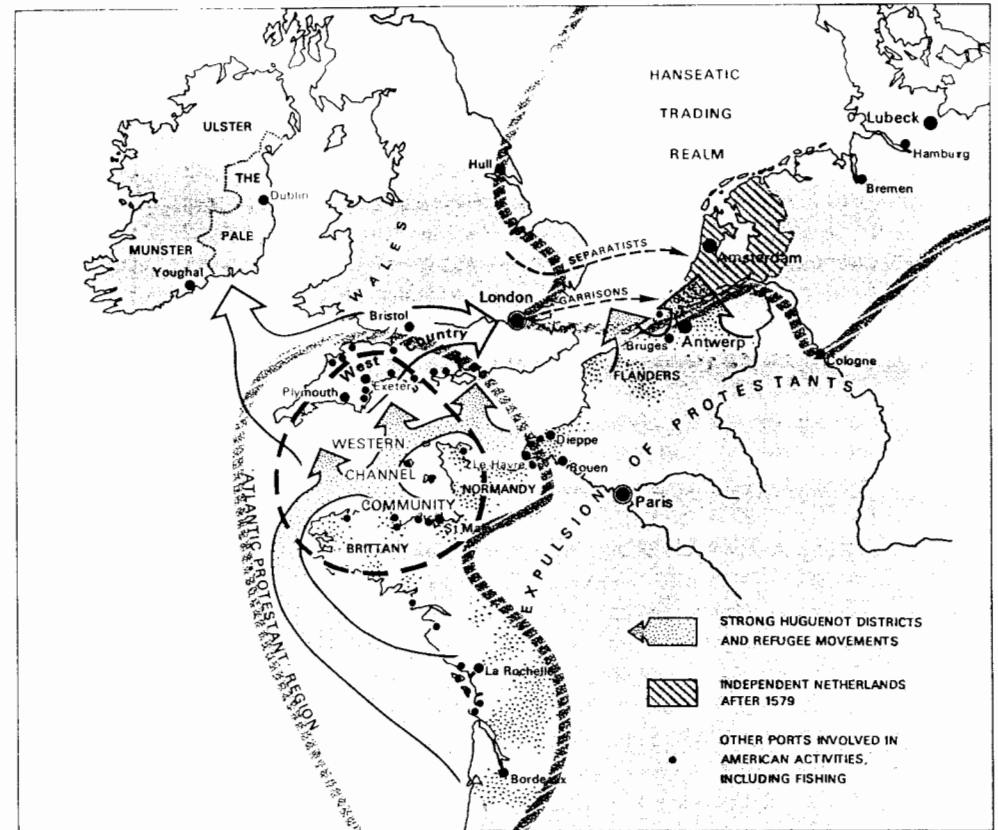 HANSEATIC
TRADING
REALM
Lubeck
Hamburg
Bremen
ULSTER
THE
PALE
Dublin
MUNSTER
Youghal
Hull
WALES
SEPARATISTS
GARRISONS
Amsterdam
London
Bristol
West Country
Bruges
Antwerp
Cologne
FLANDERS
Plymouth
Exeter
EXPULSION OF PROTESTANTS
WESTERN
CHANNEL
COMMUNITY
Dieppe
Le Havre
Rouen
NORMANDY
Paris
BRITTANY
ATLANTIC PROTESTANT REGION
La Rochelle
Bordeaux
STRONG HUGUENOT DISTRICTS
AND REFUGEE MOVEMENTS
INDEPENDENT NETHERLANDS
AFTER 1579
OTHER PORTS INVOLVED IN
AMERICAN ACTIVITIES,
INCLUDING FISHING